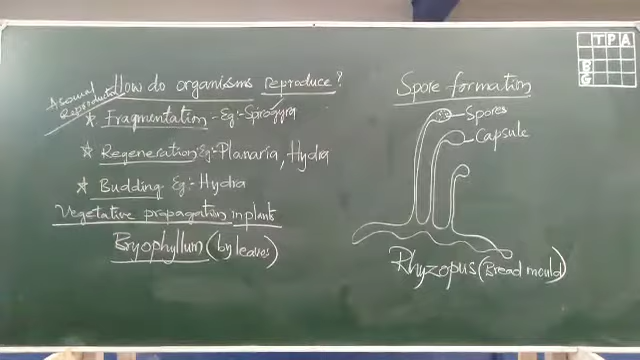 Asexual Reproduction
How do organisms reproduce?
* Fragmentation - Eg:- Spirogyra
* Regeneration:- Eg:- Planaria, Hydra
* Budding Eg:- Hydra
Vegetative propagation in plant
Bryophyllum (by leaves)
Spore formation
Spores
Capsule
Rhyzopus (Bread mould)
T P A
B
G